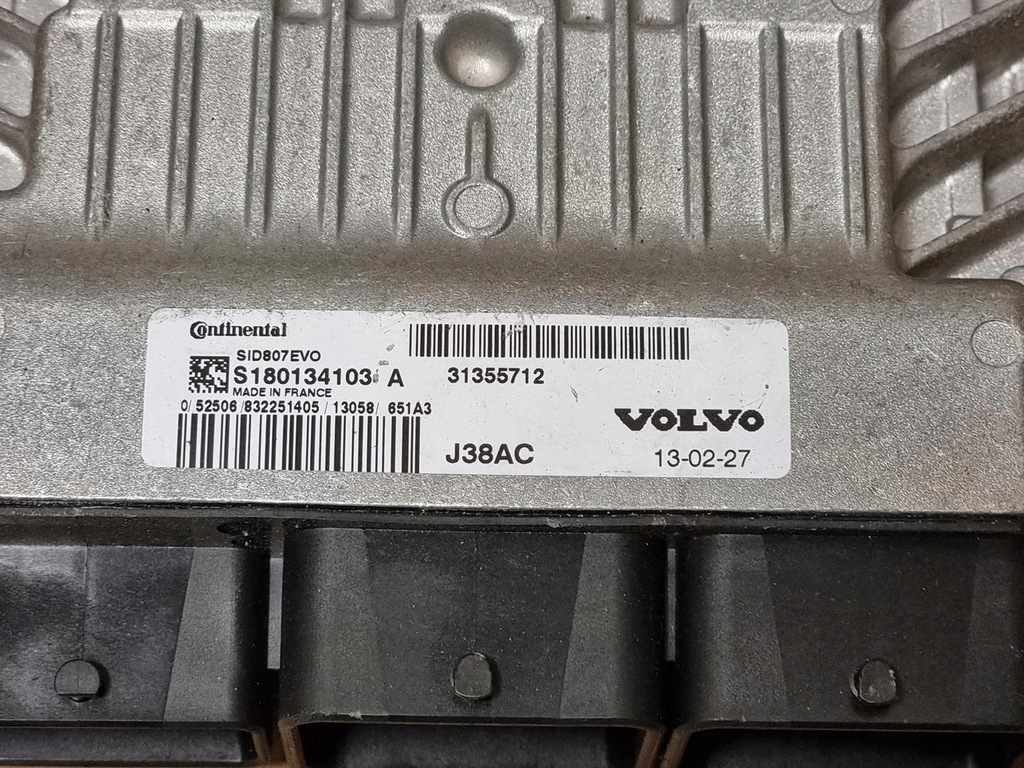 Continental
SID807EVO
S180134103 A
MADE IN FRANCE
0/ 52506 /832251405 / 13058/ 651A3
31355712
VOLVO
J38AC
13-02-27